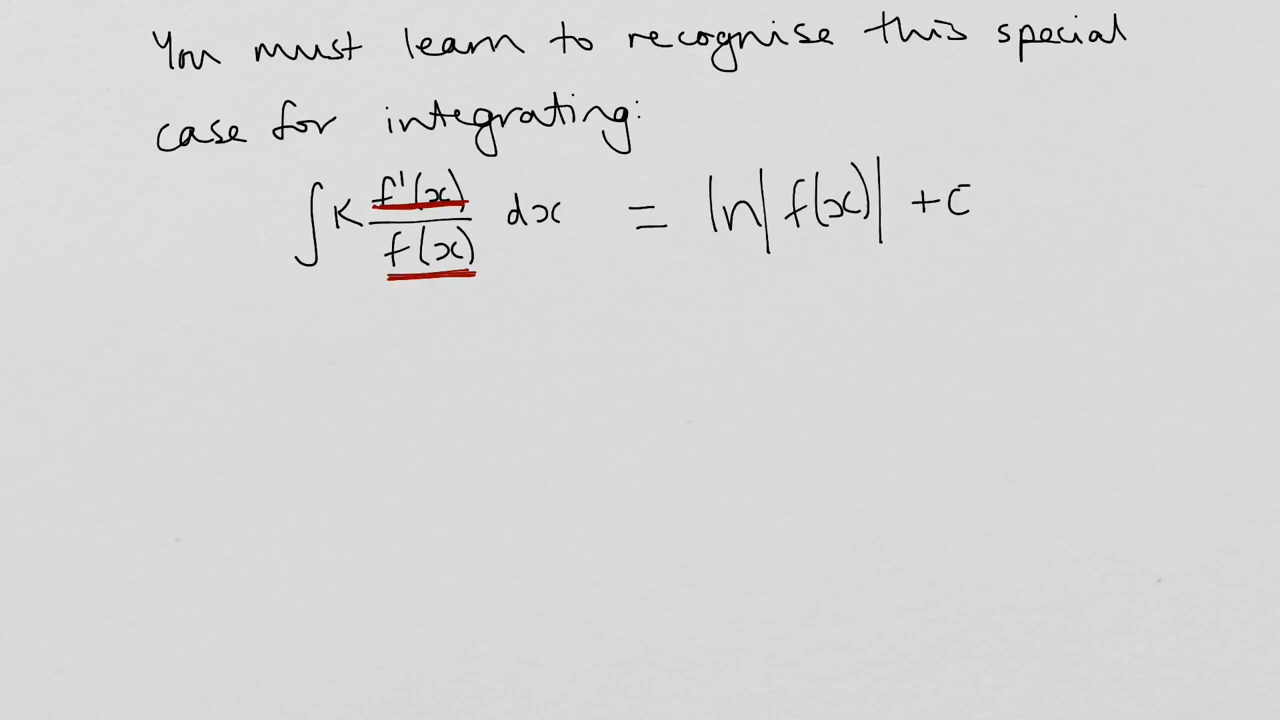 You must learn to recognise this special
case for integrating:
∫ K f'(x)/f(x) dx = ln|f(x)| + c